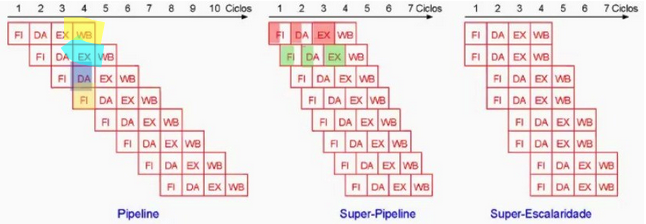 1 2 3 4 5 6 7 8 9 10 Ciclos
FI DA EX WB
FI DA EX WB
FI DA EX WB
FI DA EX WB
FI DA EX WB
FI DA EX WB
FI DA EX WB
FI DA EX WB
Pipeline
1 2 3 4 5 6 7 Ciclos
FI DA EX WB
FI DA EX WB
FI DA EX WB
FI DA EX WB
FI DA EX WB
FI DA EX WB
FI DA EX WB
FI DA EX WB
Super-Pipeline
1 2 3 4 5 6 7 Ciclos
FI DA EX WB
FI DA EX WB
FI DA EX WB
FI DA EX WB
FI DA EX WB
FI DA EX WB
FI DA EX WB
FI DA EX WB
Super-Escalaridade